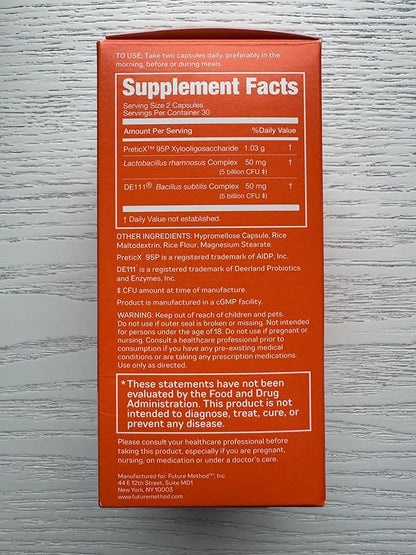 TO USE: Take two capsules daily, preferably in the
morning, before or during meals.
Supplement Facts
Serving Size 2 Capsules
Servings Per Container 30
Amount Per Serving %Daily Value
PreticX™ 95P Xylooligosaccharide 1.03 g †
Lactobacillus rhamnosus Complex 50 mg †
(5 billion CFU ‡)
DE111® Bacillus subtilis Complex 50 mg †
(5 billion CFU ‡)
† Daily Value not established.
OTHER INGREDIENTS: Hypromellose Capsule, Rice
Maltodextrin, Rice Flour, Magnesium Stearate.
PreticX 95P is a registered trademark of AIDP, Inc.
DE111 is a registered trademark of Deerland Probiotics
and Enzymes, Inc.
‡ CFU amount at time of manufacture.
Product is manufactured in a cGMP facility.
WARNING: Keep out of reach of children and pets.
Do not use if outer seal is broken or missing. Not intended
for persons under the age of 18. Do not use if pregnant or
nursing. Consult a healthcare professional prior to
consumption if you have any pre-existing medical
conditions or are taking any prescription medications.
Use only as directed.
*These statements have not been
evaluated by the Food and Drug
Administration. This product is not
intended to diagnose, treat, cure, or
prevent any disease.
Please consult your healthcare professional before
taking this product, especially if you are pregnant,
nursing, on medication or under a doctor's care.
Manufactured for: Future Method™, Inc.
44 E 12th Street, Suite MD1
New York, NY 10003
www.futuremethod.com